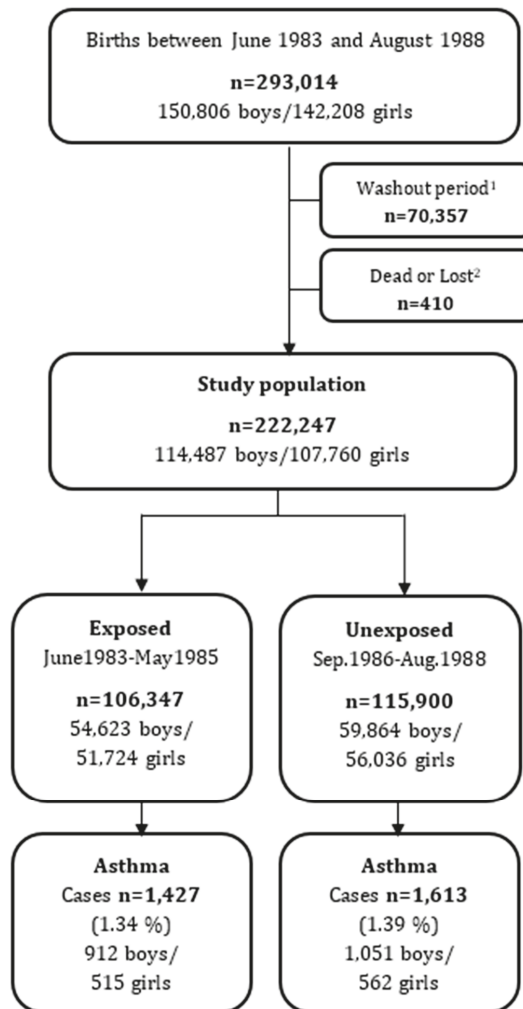 Births between June 1983 and August 1988
n=293,014
150,806 boys/142,208 girls
Washout period¹
n=70,357
Dead or Lost²
n=410
Study population
n=222,247
114,487 boys/107,760 girls
Exposed
June1983-May1985
n=106,347
54,623 boys/
51,724 girls
Unexposed
Sep.1986-Aug.1988
n=115,900
59,864 boys/
56,036 girls
Asthma
Cases n=1,427
(1.34 %)
912 boys/
515 girls
Asthma
Cases n=1,613
(1.39 %)
1,051 boys/
562 girls